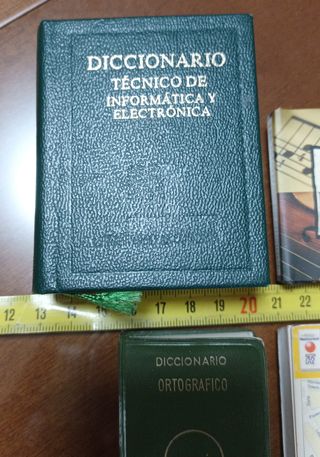 DICCIONARIO
TÉCNICO DE
INFORMÁTICA Y
ELECTRÓNICA
12 13 14 15 16 17 18 19 20 21 22
DICCIONARIO
ORTOGRAFICO